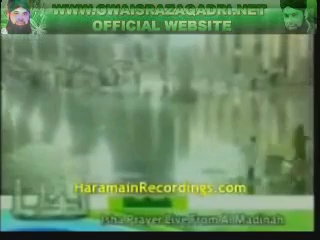 WWW.OWAISRAZAQADRI.NET
OFFICIAL WEBSITE
HaramainRecordings.com
Isha Prayer Live From Al Madinah